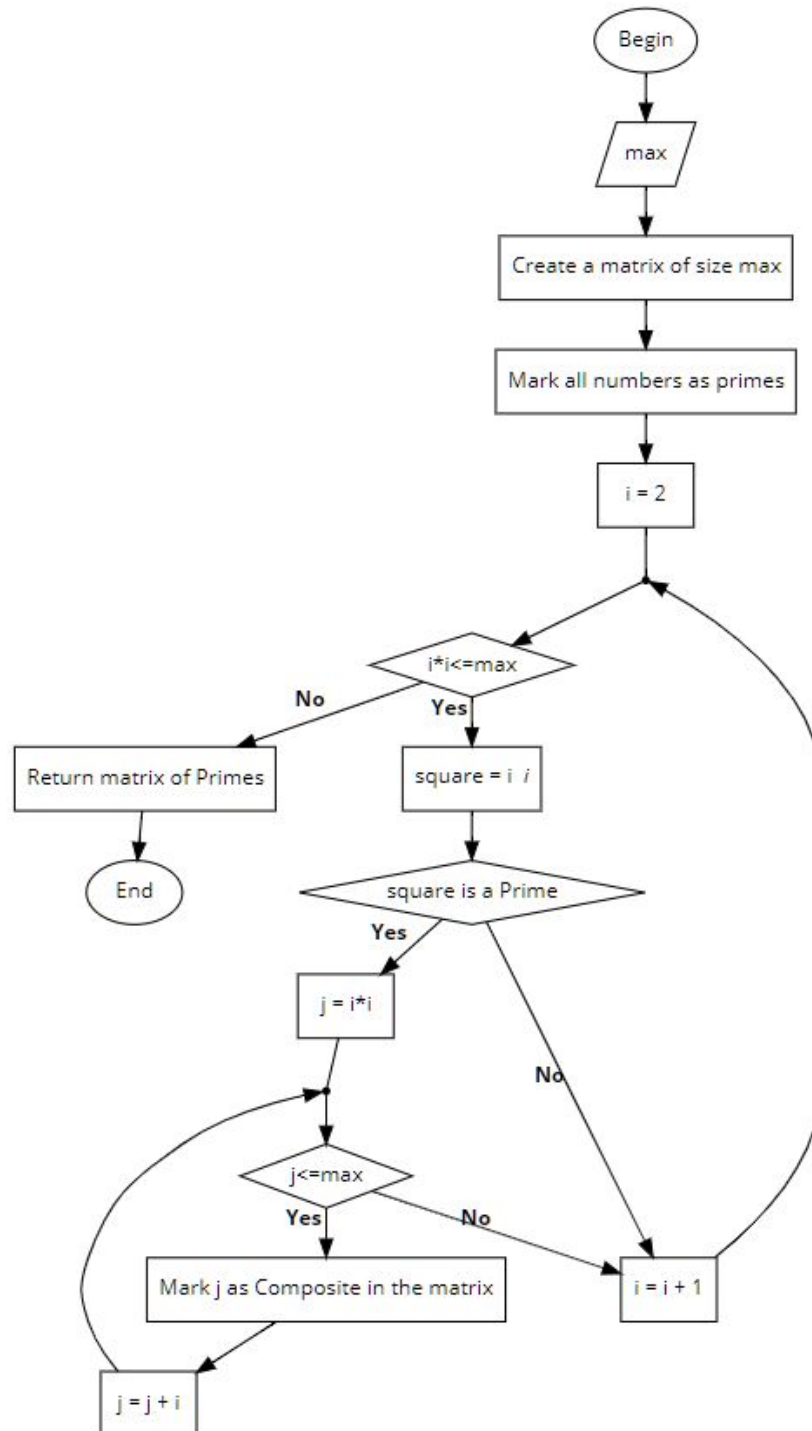 Begin
max
Create a matrix of size max
Mark all numbers as primes
i = 2
i*i<=max
No
Yes
Return matrix of Primes
square = i i
End
square is a Prime
Yes
j = i*i
No
j<=max
Yes
No
Mark j as Composite in the matrix
i = i + 1
j = j + i